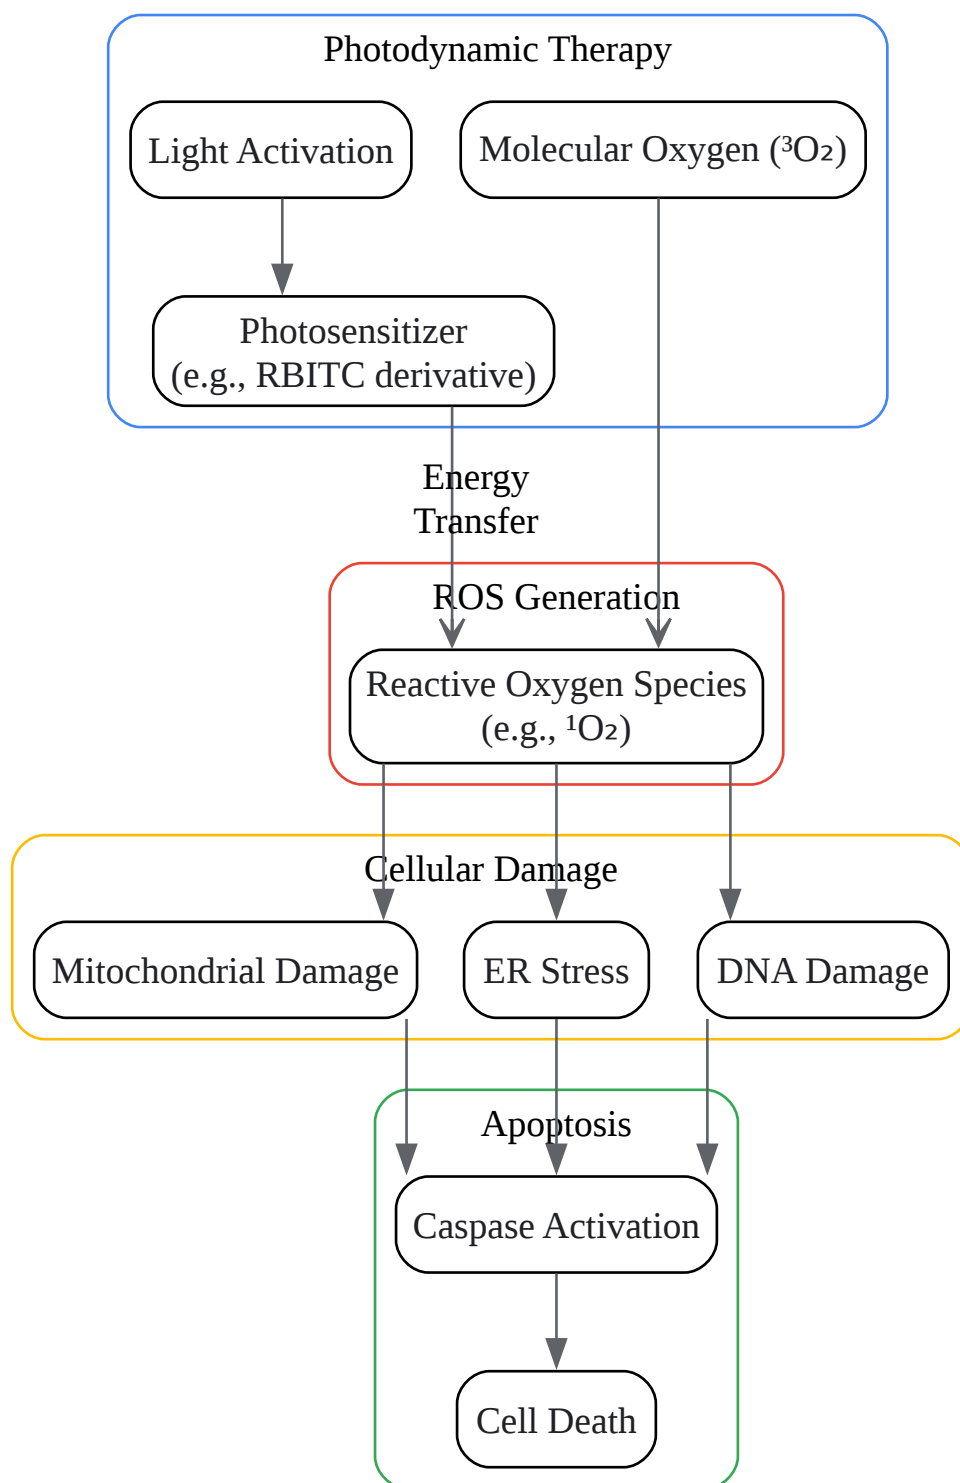 Photodynamic Therapy
Light Activation
Molecular Oxygen (³O₂)
Photosensitizer
(e.g., RBITC derivative)
Energy
Transfer
ROS Generation
Reactive Oxygen Species
(e.g., ¹O₂)
Cellular Damage
Mitochondrial Damage
ER Stress
DNA Damage
Apoptosis
Caspase Activation
Cell Death